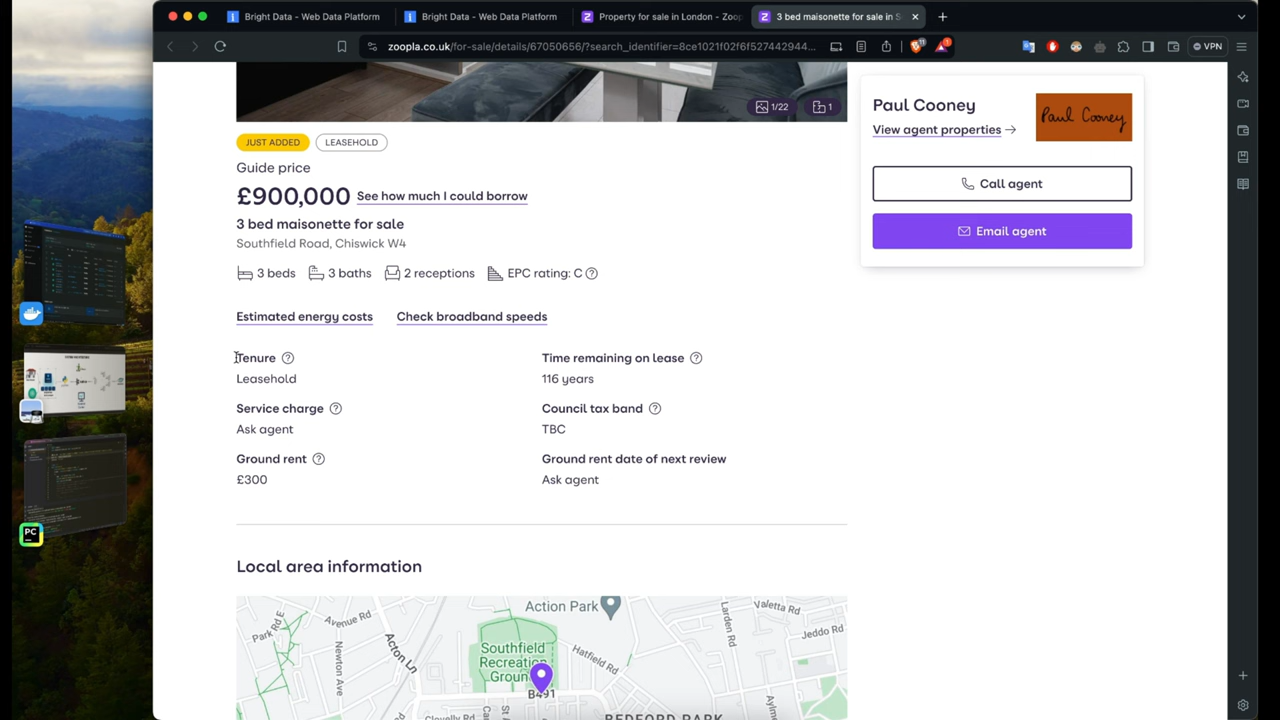 Bright Data - Web Data Platform
Bright Data - Web Data Platform
Property for sale in London - Zoop
3 bed maisonette for sale in S
zoopla.co.uk/for-sale/details/67050656/?search_identifier=8ce1021f02f6f527442944...
11
1
VPN
1/22
1
JUST ADDED
LEASEHOLD
Guide price
£900,000 See how much I could borrow
3 bed maisonette for sale
Southfield Road, Chiswick W4
3 beds 3 baths 2 receptions EPC rating: C
Estimated energy costs Check broadband speeds
Tenure
Leasehold
Time remaining on lease
116 years
Service charge
Ask agent
Council tax band
TBC
Ground rent
£300
Ground rent date of next review
Ask agent
Local area information
Paul Cooney
View agent properties
Paul Cooney
Call agent
Email agent
Action Park
Park Rd E
Avenue Rd
Acton Ln
Newton Ave
Southfield
Recreation
Ground
Hatfield Rd
Larden Rd
Valetta Rd
Jeddo Rd
B491
BEDFORD PARK
Clovelly Rd
PC